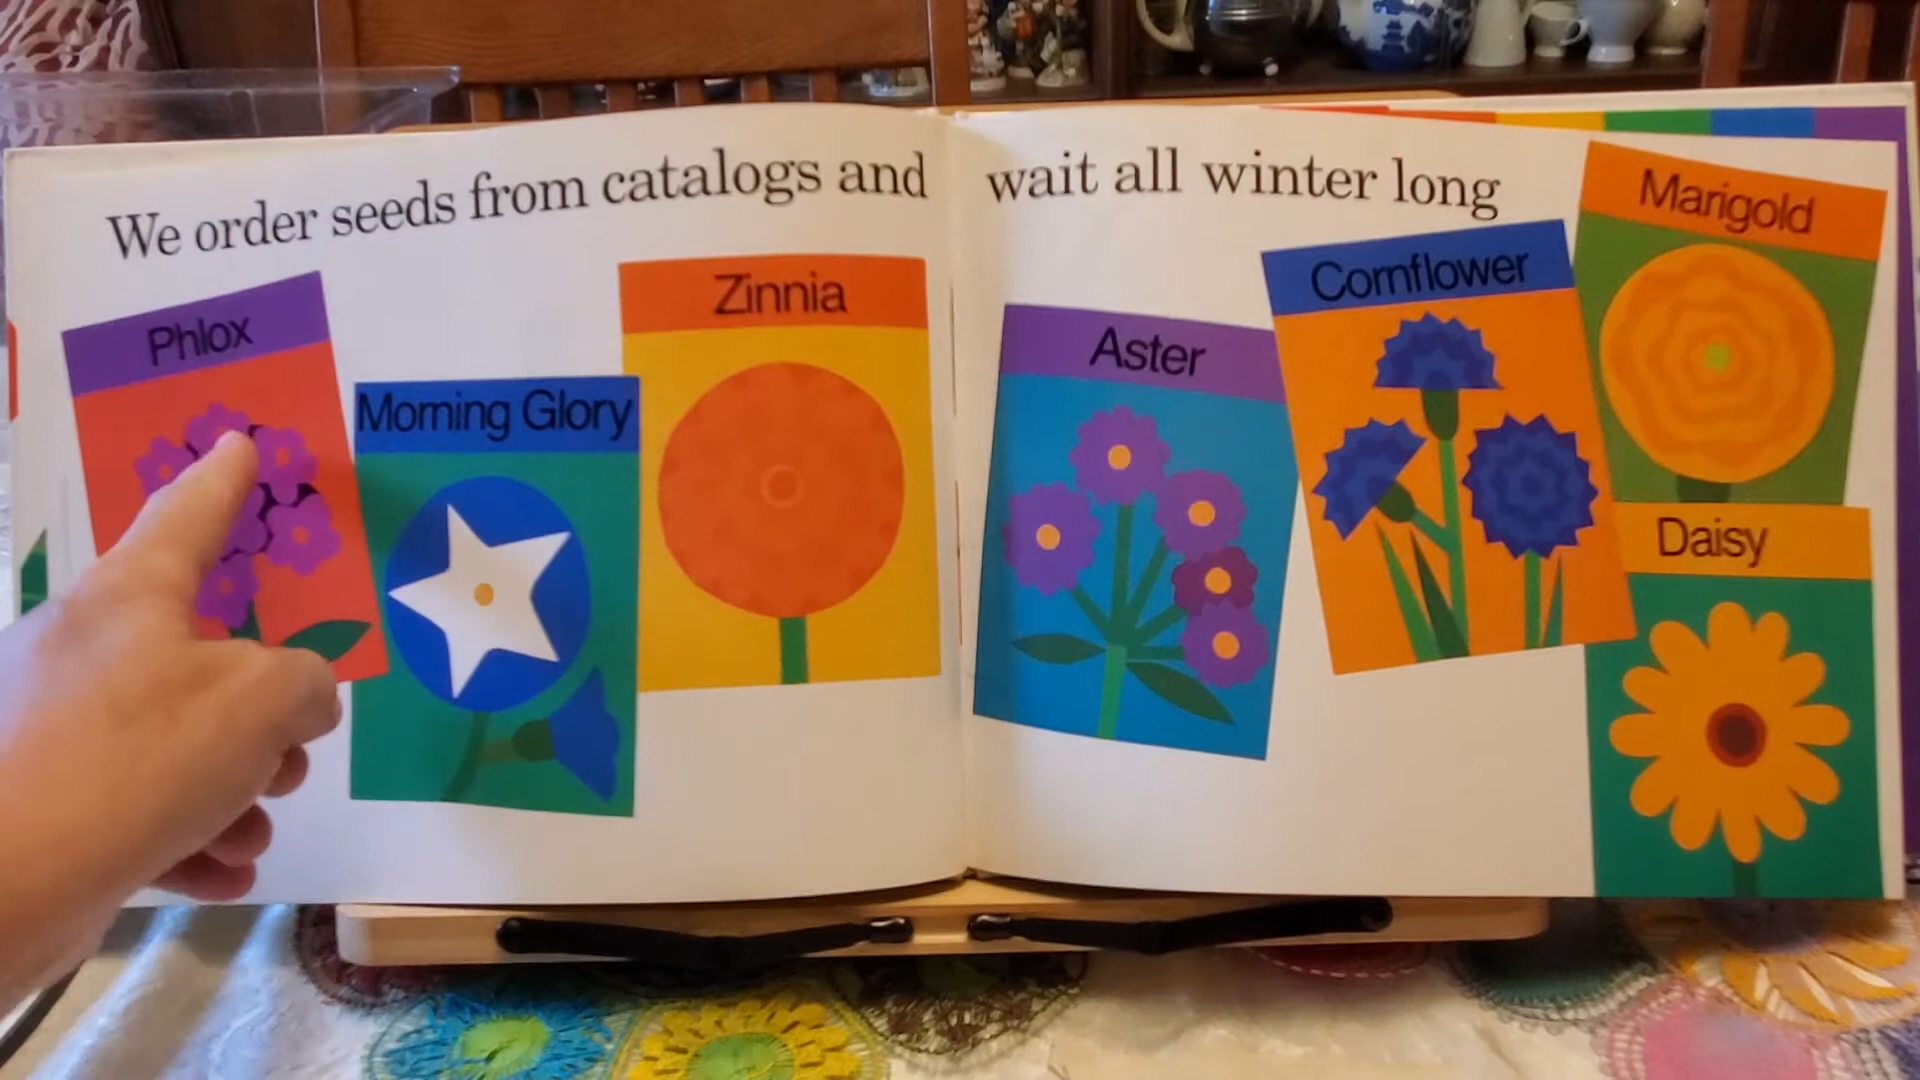 We order seeds from catalogs and wait all winter long
Phlox
Morning Glory
Zinnia
Aster
Cornflower
Marigold
Daisy